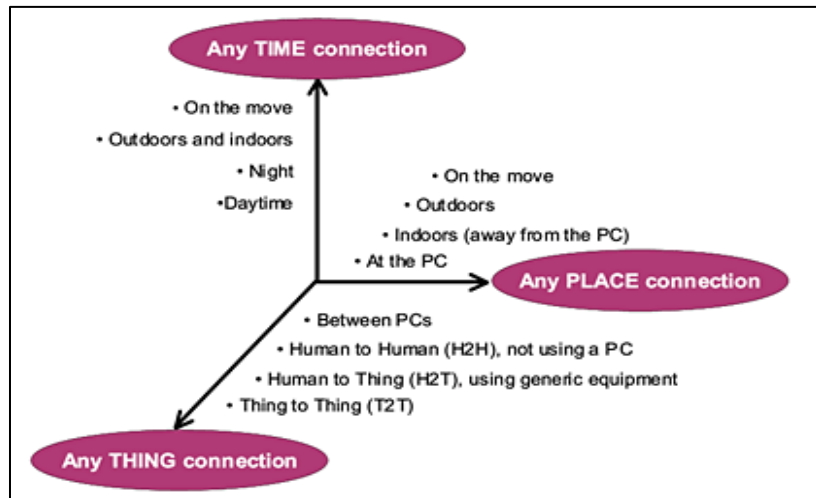 Any TIME connection
• On the move
• Outdoors and indoors
• Night
•Daytime
• On the move
• Outdoors
• Indoors (away from the PC)
• At the PC
Any PLACE connection
• Between PCs
• Human to Human (H2H), not using a PC
• Human to Thing (H2T), using generic equipment
• Thing to Thing (T2T)
Any THING connection